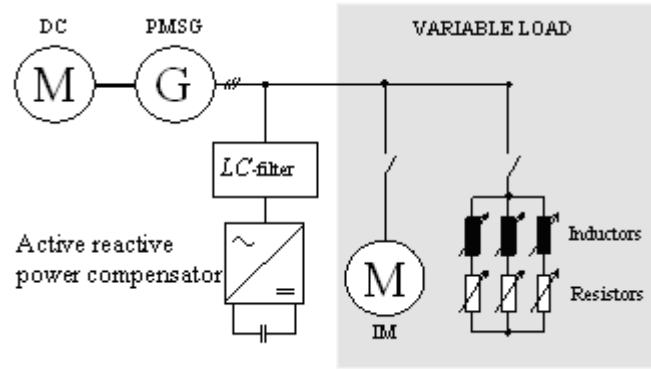 DC
PMSG
VARIABLE LOAD
M
G
LC-filter
Active reactive
power compensator
M
IM
Inductors
Resistors